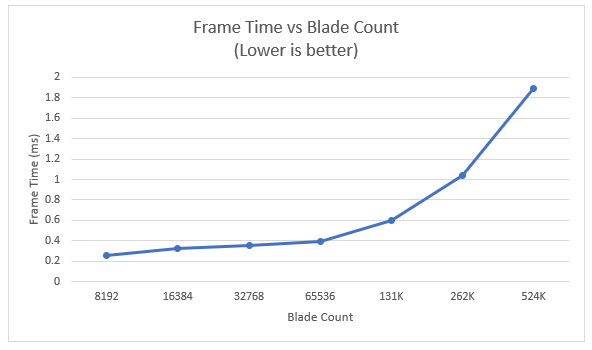 Frame Time vs Blade Count
(Lower is better)
2
1.8
1.6
1.4
1.2
1
0.8
0.6
0.4
0.2
0
Frame Time (ms)
8192 16384 32768 65536 131K 262K 524K
Blade Count